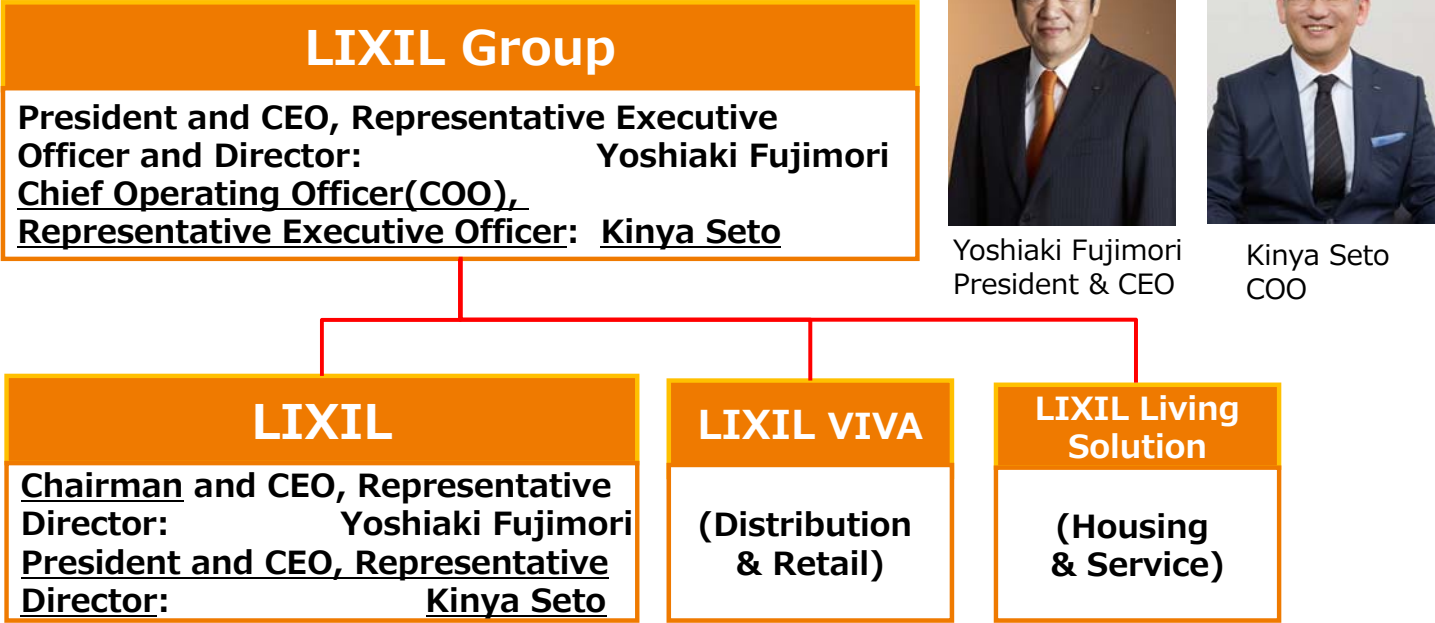 LIXIL Group
President and CEO, Representative Executive
Officer and Director: Yoshiaki Fujimori
Chief Operating Officer(COO),
Representative Executive Officer: Kinya Seto
Yoshiaki Fujimori
President & CEO
Kinya Seto
COO
LIXIL
Chairman and CEO, Representative
Director: Yoshiaki Fujimori
President and CEO, Representative
Director: Kinya Seto
LIXIL VIVA
(Distribution
& Retail)
LIXIL Living
Solution
(Housing
& Service)